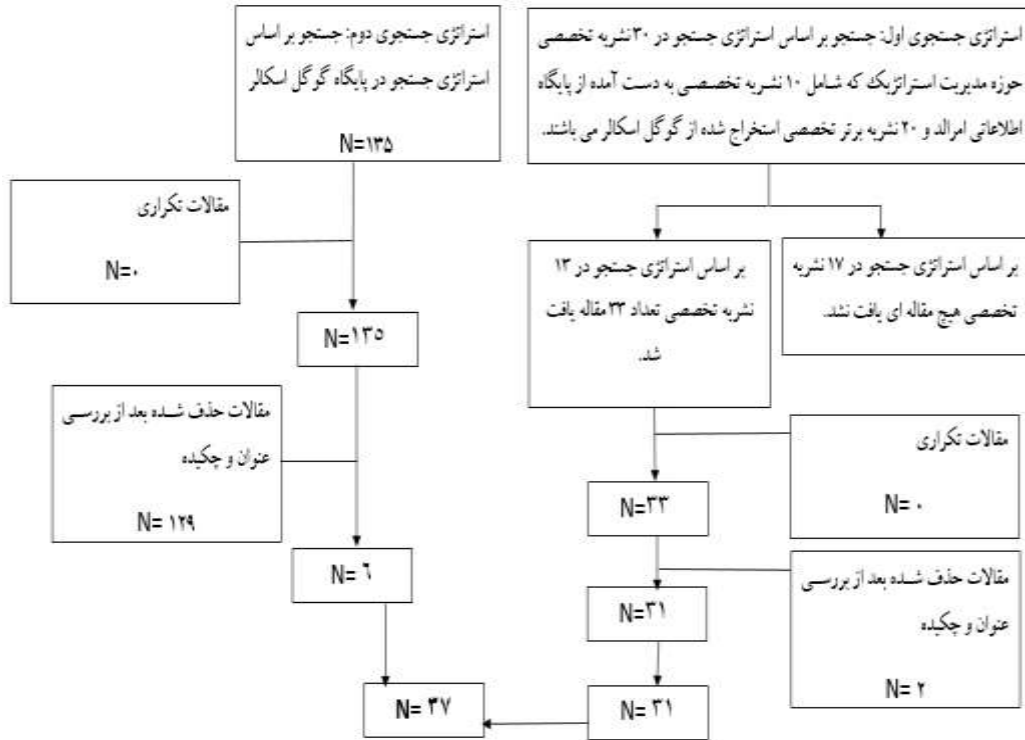 استراتژی جستجوی اول: جستجو بر اساس استراتژی جستجو در ۳۰ نشریه تخصصی
حوزه مدیریت استراتژیک که شامل ۱۰ نشریه تخصصی به دست آمده از پایگاه
اطلاعاتی امرالد و ۲۰ نشریه برتر تخصصی استخراج شده از گوگل اسکالر می باشند.
استراتژی جستجوی دوم: جستجو بر اساس
استراتژی جستجو در پایگاه گوگل اسکالر
N=۱۳۵
بر اساس استراتژی جستجو در ۱۷ نشریه
تخصصی هیچ مقاله ای یافت نشد.
بر اساس استراتژی جستجو در ۱۳
نشریه تخصصی تعداد ۳۳ مقاله یافت
شد.
مقالات تکراری
N=۰
N=۱۳۵
مقالات حذف شده بعد از بررسی
عنوان و چکیده
N= ۱۲۹
N= ۶
مقالات تکراری
N= ۰
N=۳۳
مقالات حذف شده بعد از بررسی
عنوان و چکیده
N= ۲
N=۳۱
N= ۳۱
N= ۳۷